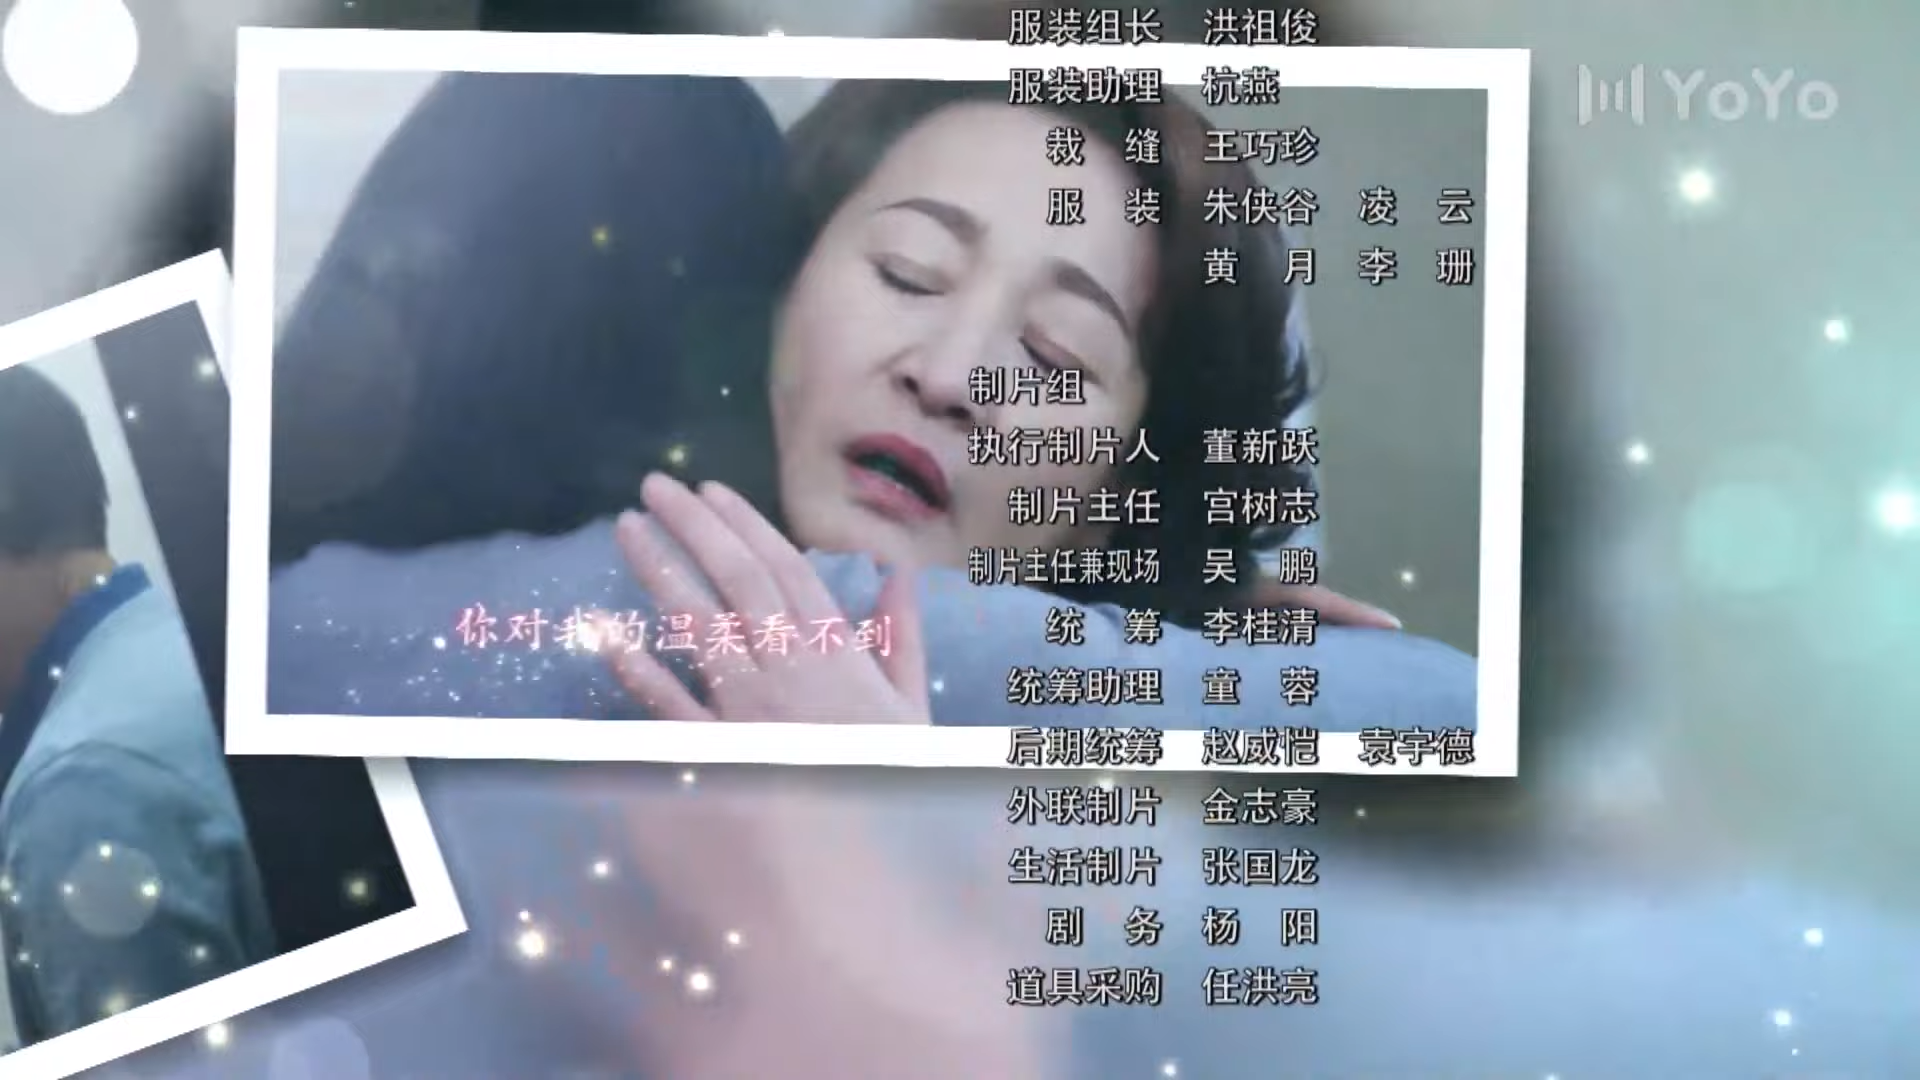 服装组长 洪祖俊
YoYo
服装助理 杭燕
裁 缝 王巧珍
服 装 朱侠谷 凌 云
黄 月 李 珊
制片组
执行制片人 董新跃
制片主任 宫树志
制片主任兼现场 吴 鹏
统 筹 李桂清
你对我的温柔看不到
统筹助理 童 蓉
后期统筹 赵威恺 袁宇德
外联制片 金志豪
生活制片 张国龙
剧 务 杨 阳
道具采购 任洪亮